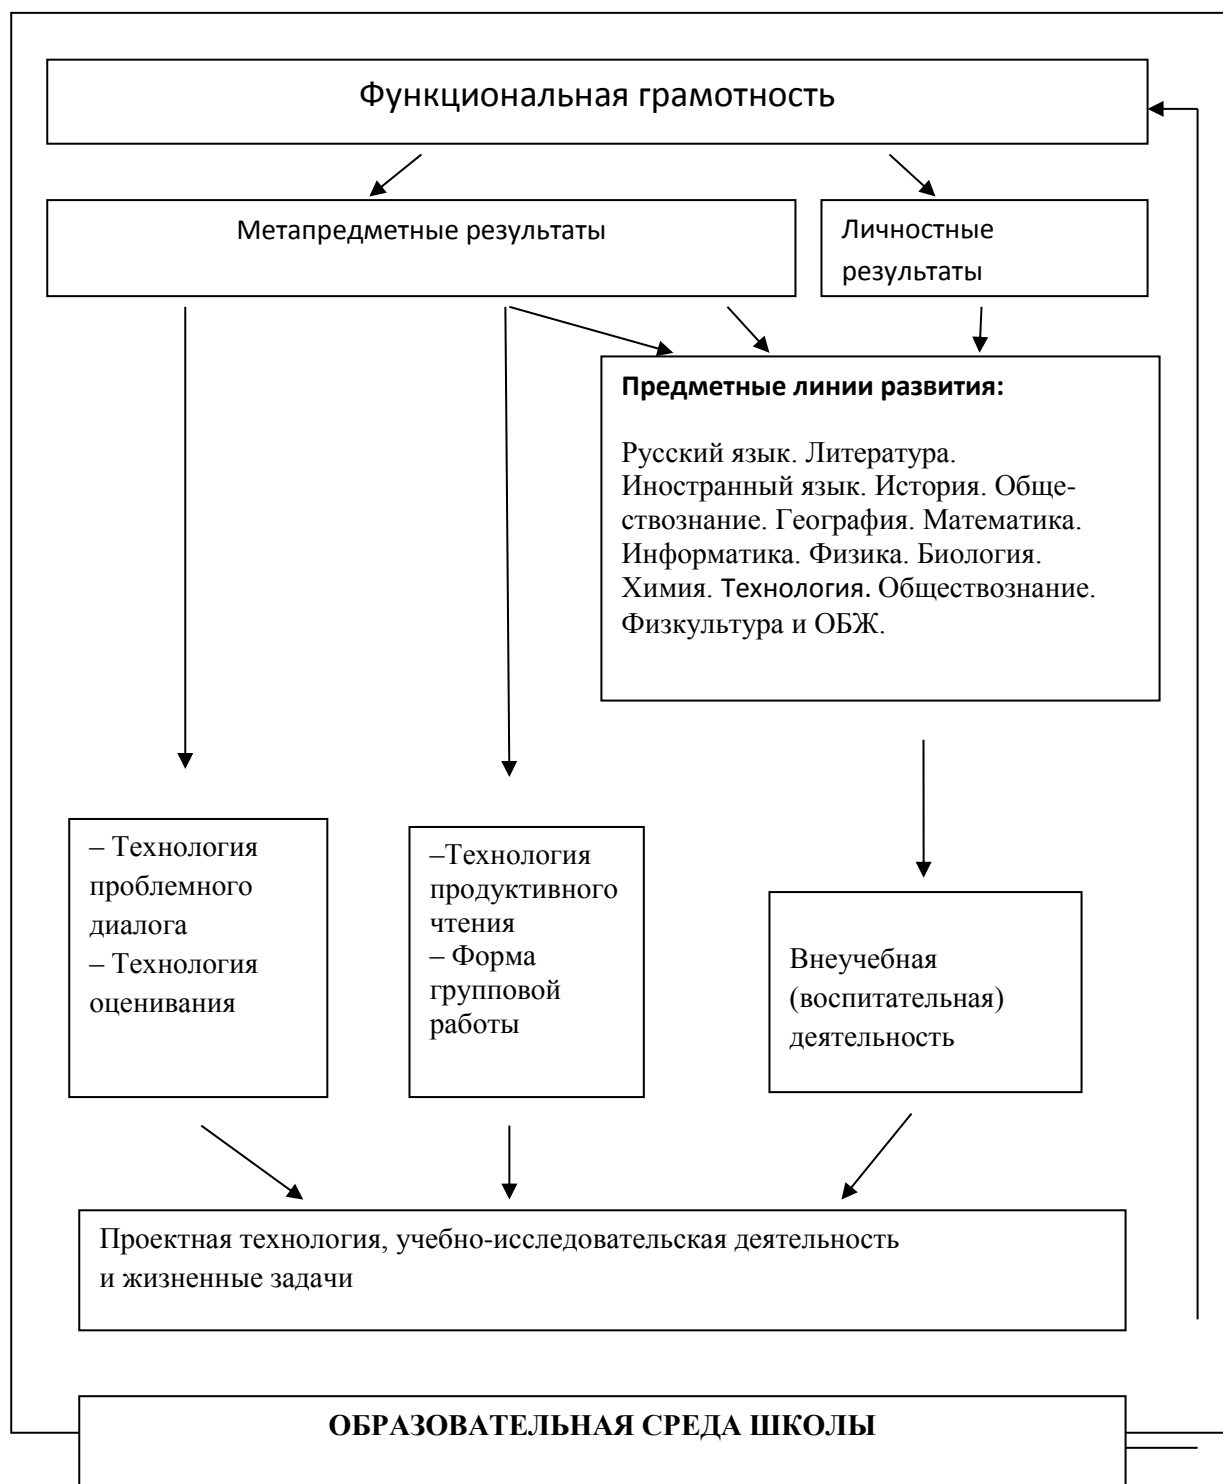 Функциональная грамотность
Метапредметные результаты
Личностные
результаты
Предметные линии развития:
Русский язык. Литература.
Иностранный язык. История. Обще-
ствознание. География. Математика.
Информатика. Физика. Биология.
Химия. Технология. Обществознание.
Физкультура и ОБЖ.
– Технология
проблемного
диалога
– Технология
оценивания
–Технология
продуктивного
чтения
– Форма
групповой
работы
Внеучебная
(воспитательная)
деятельность
Проектная технология, учебно-исследовательская деятельность
и жизненные задачи
ОБРАЗОВАТЕЛЬНАЯ СРЕДА ШКОЛЫ